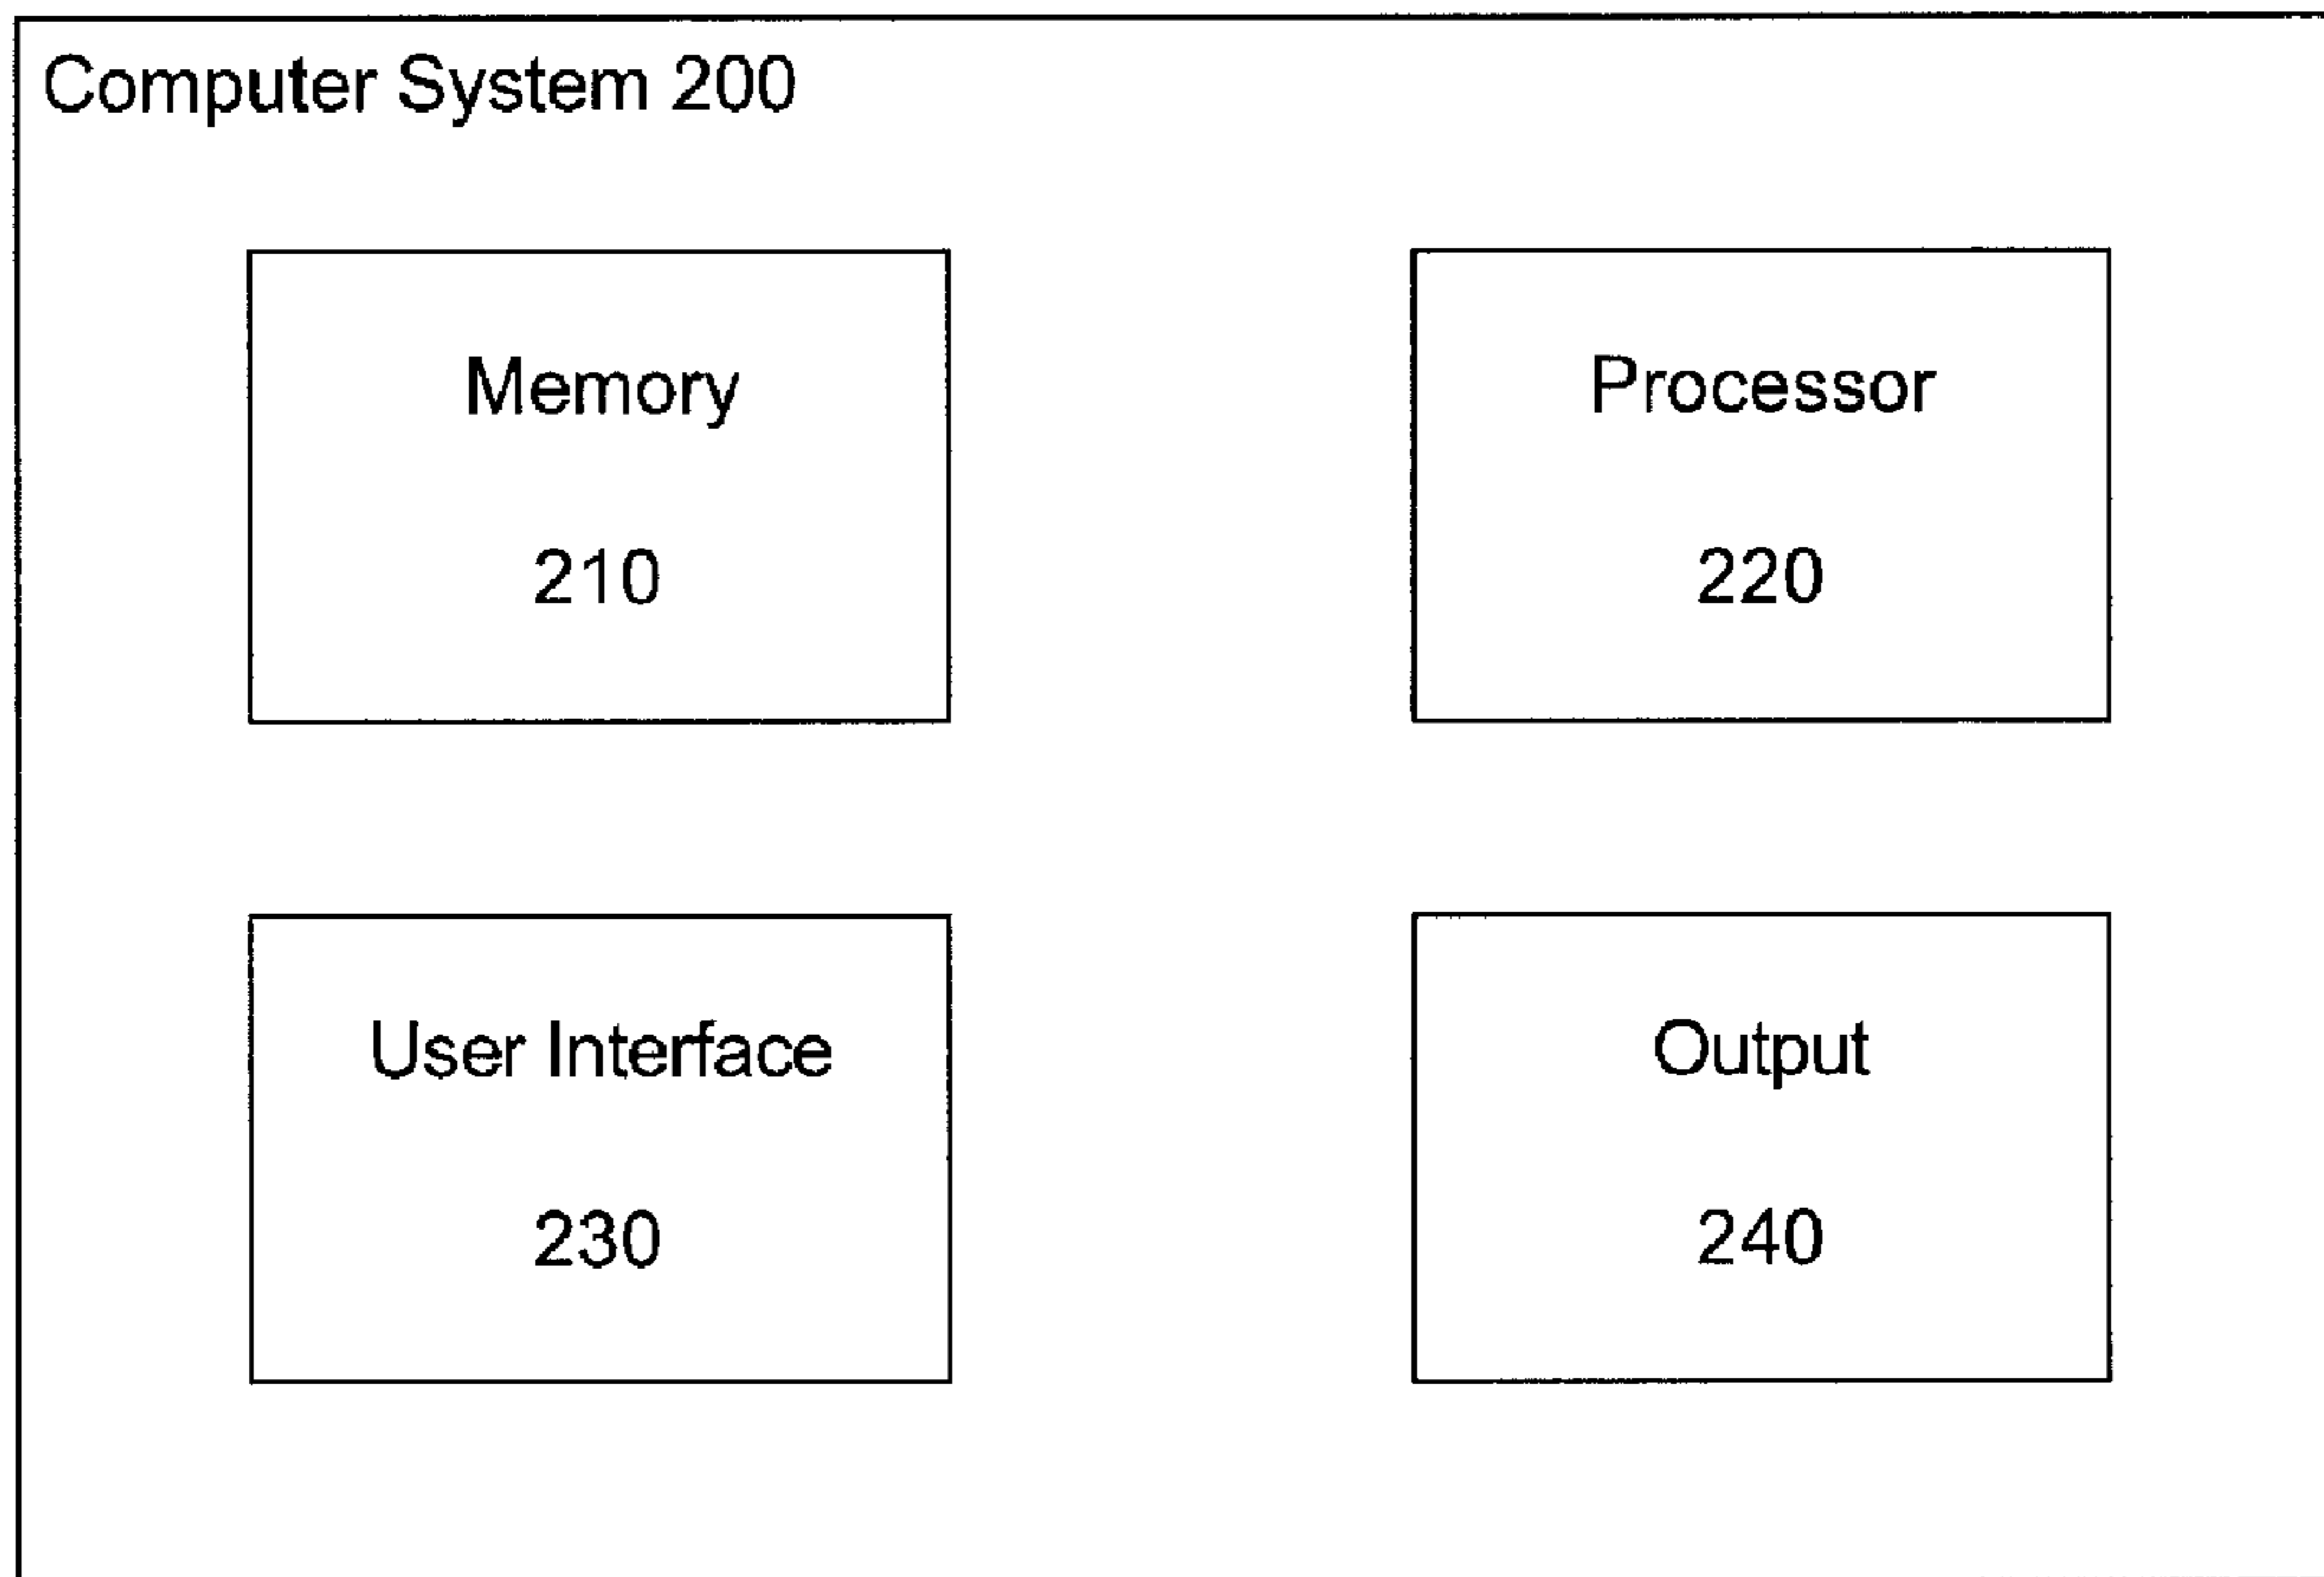 Computer System 200
Memory
210
Processor
220
User Interface
230
Output
240